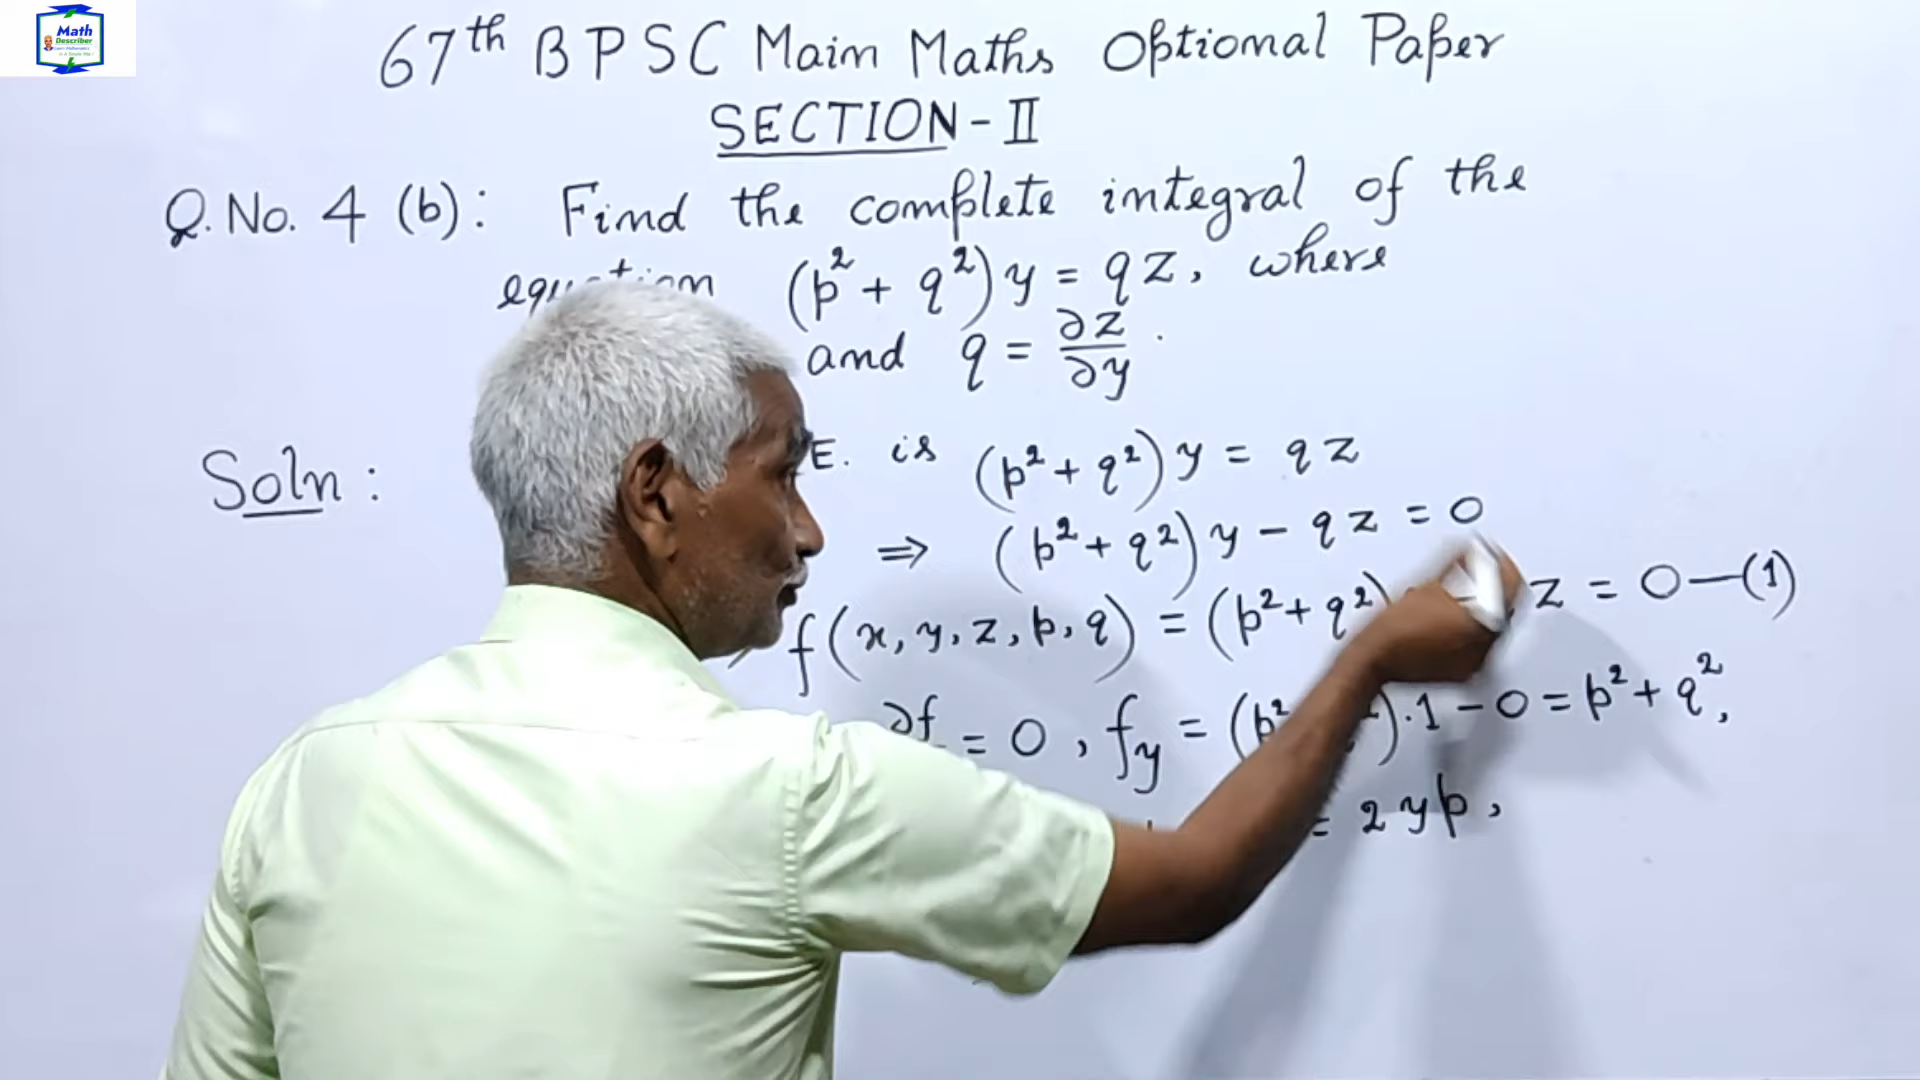 Math
Describer
67th BPSC Main Maths Optional Paper
SECTION-II
Q. No. 4 (b): Find the complete integral of the
equation (p² + q²) y = qz, where
and q = ∂z/∂y.
Soln: E. is (p² + q²) y = qz
⇒ (p² + q²) y - qz = 0
f(x, y, z, p, q) = (p² + q²) z = 0 —(1)
∂f = 0, fy = (p² ).1 - 0 = p² + q²,
= 2yp,